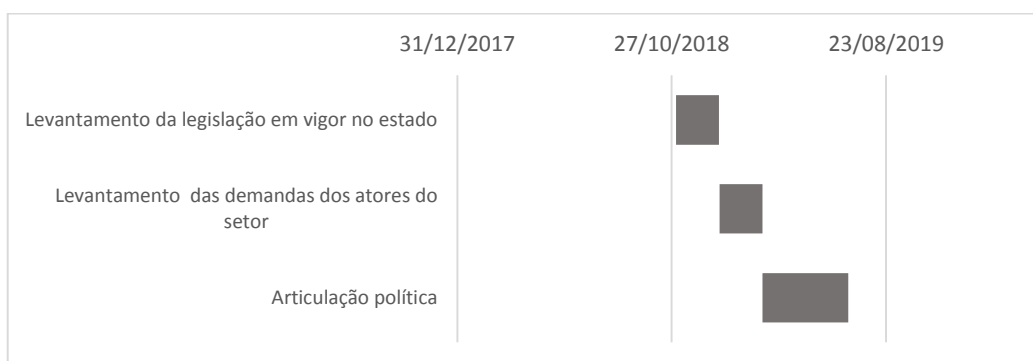 31/12/2017 27/10/2018 23/08/2019
Levantamento da legislação em vigor no estado
Levantamento das demandas dos atores do
setor
Articulação política